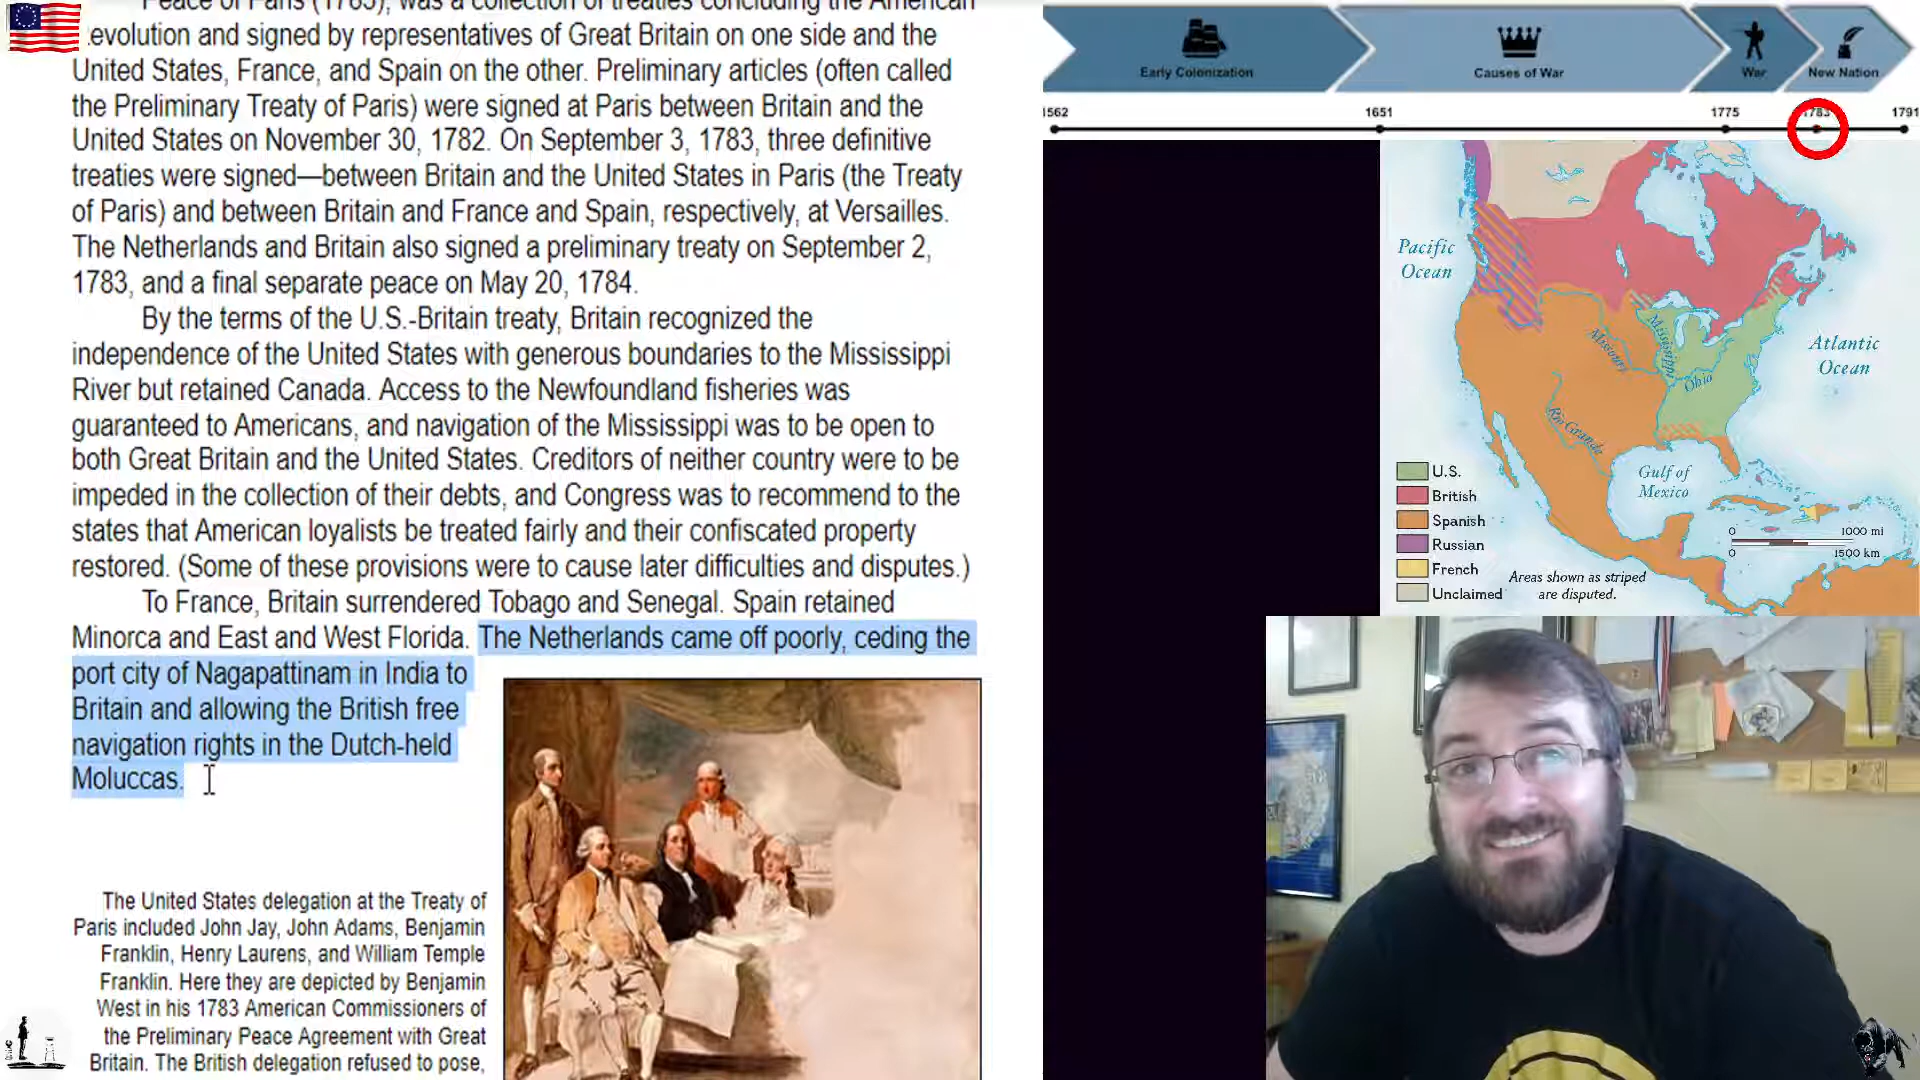 Peace of Paris (1783), was a collection of treaties concluding the American
evolution and signed by representatives of Great Britain on one side and the
United States, France, and Spain on the other. Preliminary articles (often called
the Preliminary Treaty of Paris) were signed at Paris between Britain and the
United States on November 30, 1782. On September 3, 1783, three definitive
treaties were signed—between Britain and the United States in Paris (the Treaty
of Paris) and between Britain and France and Spain, respectively, at Versailles.
The Netherlands and Britain also signed a preliminary treaty on September 2,
1783, and a final separate peace on May 20, 1784.
By the terms of the U.S.-Britain treaty, Britain recognized the
independence of the United States with generous boundaries to the Mississippi
River but retained Canada. Access to the Newfoundland fisheries was
guaranteed to Americans, and navigation of the Mississippi was to be open to
both Great Britain and the United States. Creditors of neither country were to be
impeded in the collection of their debts, and Congress was to recommend to the
states that American loyalists be treated fairly and their confiscated property
restored. (Some of these provisions were to cause later difficulties and disputes.)
To France, Britain surrendered Tobago and Senegal. Spain retained
Minorca and East and West Florida. The Netherlands came off poorly, ceding the
port city of Nagapattinam in India to
Britain and allowing the British free
navigation rights in the Dutch-held
Moluccas.
The United States delegation at the Treaty of
Paris included John Jay, John Adams, Benjamin
Franklin, Henry Laurens, and William Temple
Franklin. Here they are depicted by Benjamin
West in his 1783 American Commissioners of
the Preliminary Peace Agreement with Great
Britain. The British delegation refused to pose,
Early Colonization
Causes of War
War
New Nation
1562
1651
1775
1783
1791
Pacific
Ocean
Atlantic
Ocean
Missouri
Mississippi
Ohio
Rio Grande
Gulf of
Mexico
U.S.
British
Spanish
Russian
French
Unclaimed
Areas shown as striped
are disputed.
0 1000 mi
0 1500 km